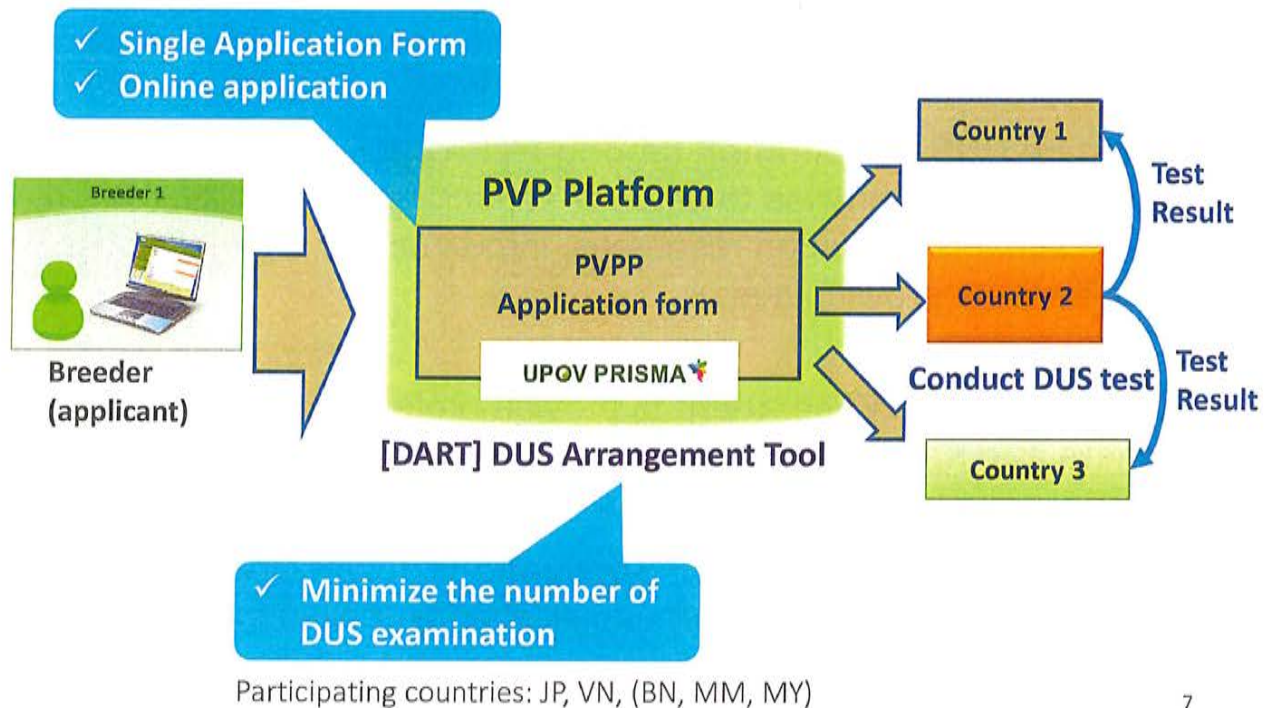 ✓ Single Application Form
✓ Online application
Breeder 1
Breeder
(applicant)
PVP Platform
PVPP
Application form
UPOV PRISMA
[DART] DUS Arrangement Tool
Country 1
Country 2
Conduct DUS test
Country 3
Test
Result
Test
Result
✓ Minimize the number of
DUS examination
Participating countries: JP, VN, (BN, MM, MY)
7